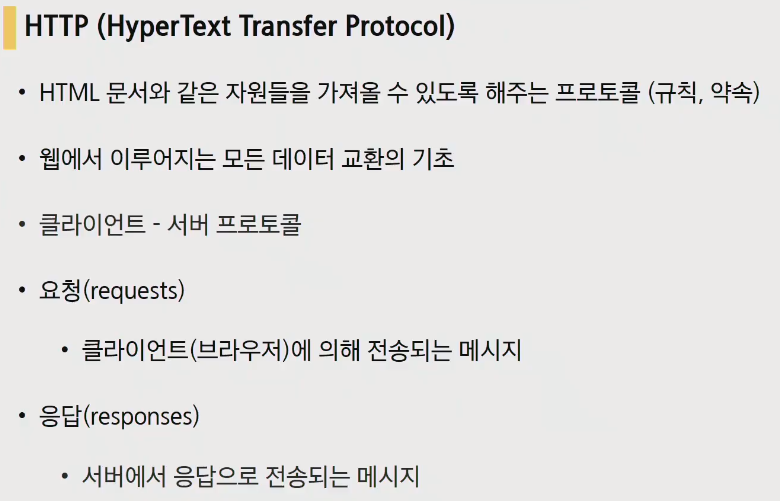 HTTP (HyperText Transfer Protocol)
• HTML 문서와 같은 자원들을 가져올 수 있도록 해주는 프로토콜 (규칙, 약속)
• 웹에서 이루어지는 모든 데이터 교환의 기초
• 클라이언트 - 서버 프로토콜
• 요청(requests)
• 클라이언트(브라우저)에 의해 전송되는 메시지
• 응답(responses)
• 서버에서 응답으로 전송되는 메시지